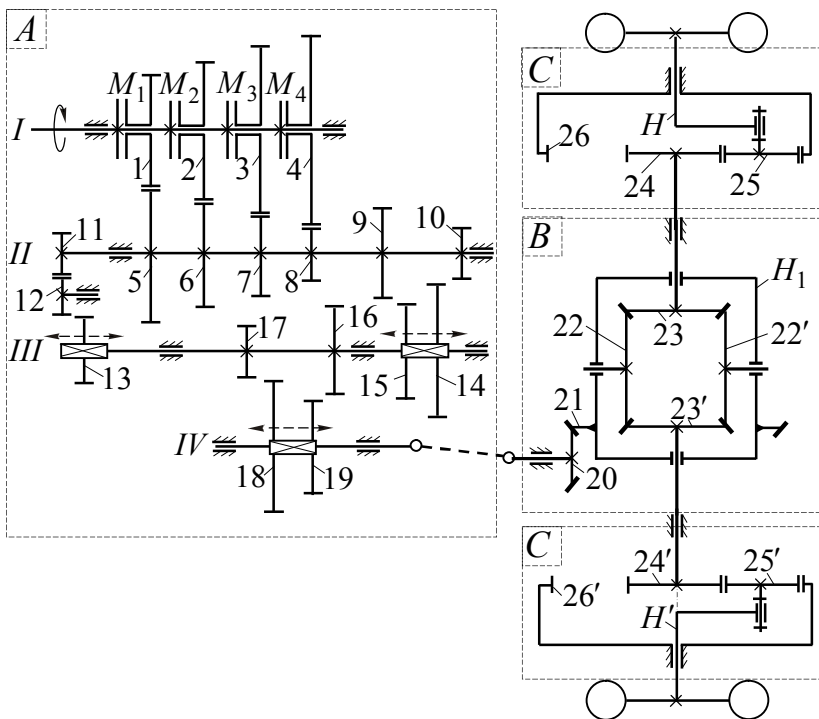 A
M1 M2 M3 M4
I
1 2 3 4
II 11 9 10
12 5 6 7 8
III 17 16
13 15 14
IV
18 19
C
H
26 24 25
B
H1
22 23 22′
21 23′
20
C
24′ 25′
26′
H′